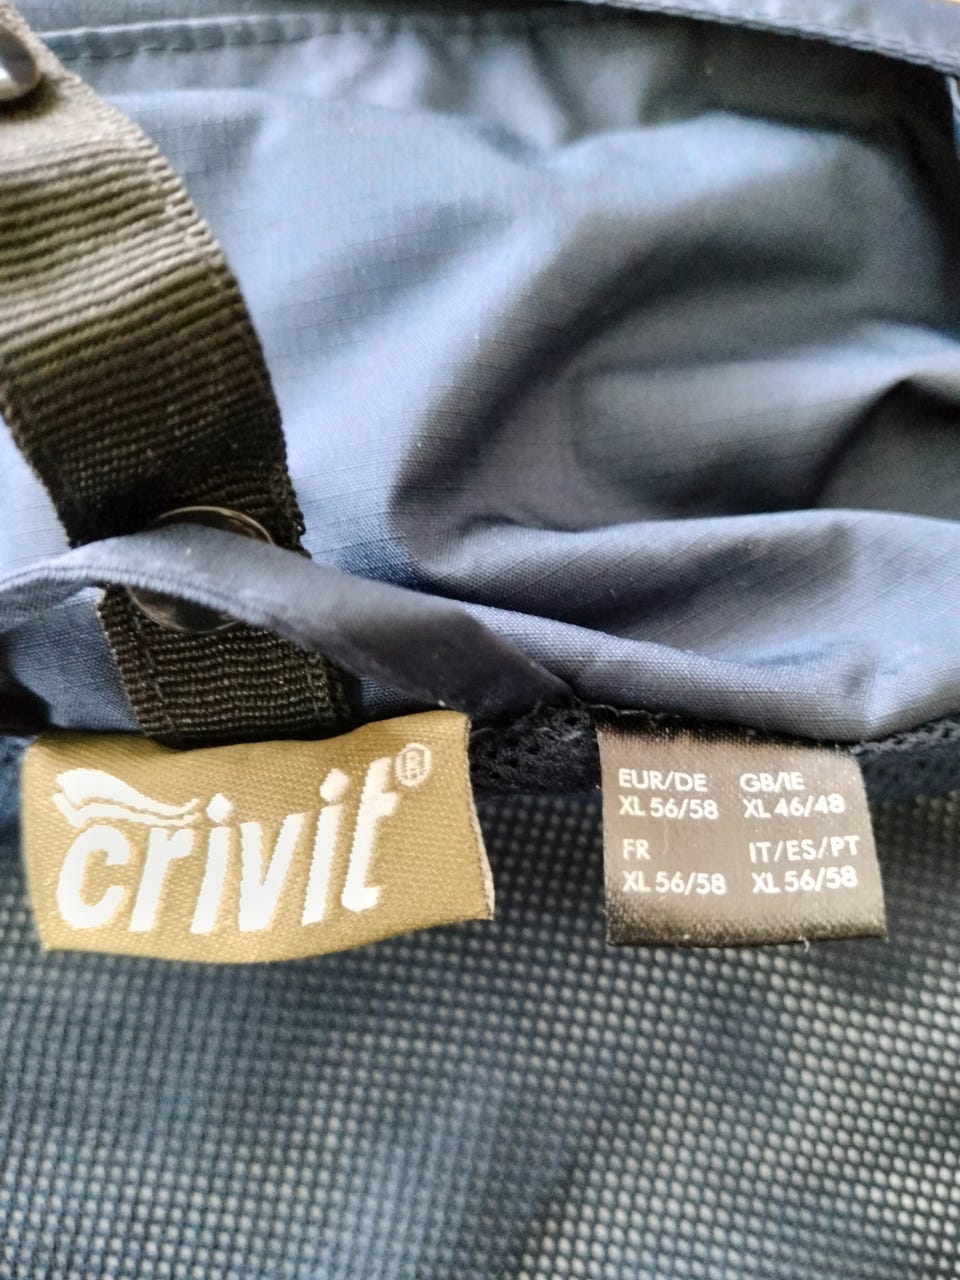 crivit®
EUR/DE GB/IE
XL 56/58 XL 46/48
FR IT/ES/PT
XL 56/58 XL 56/58